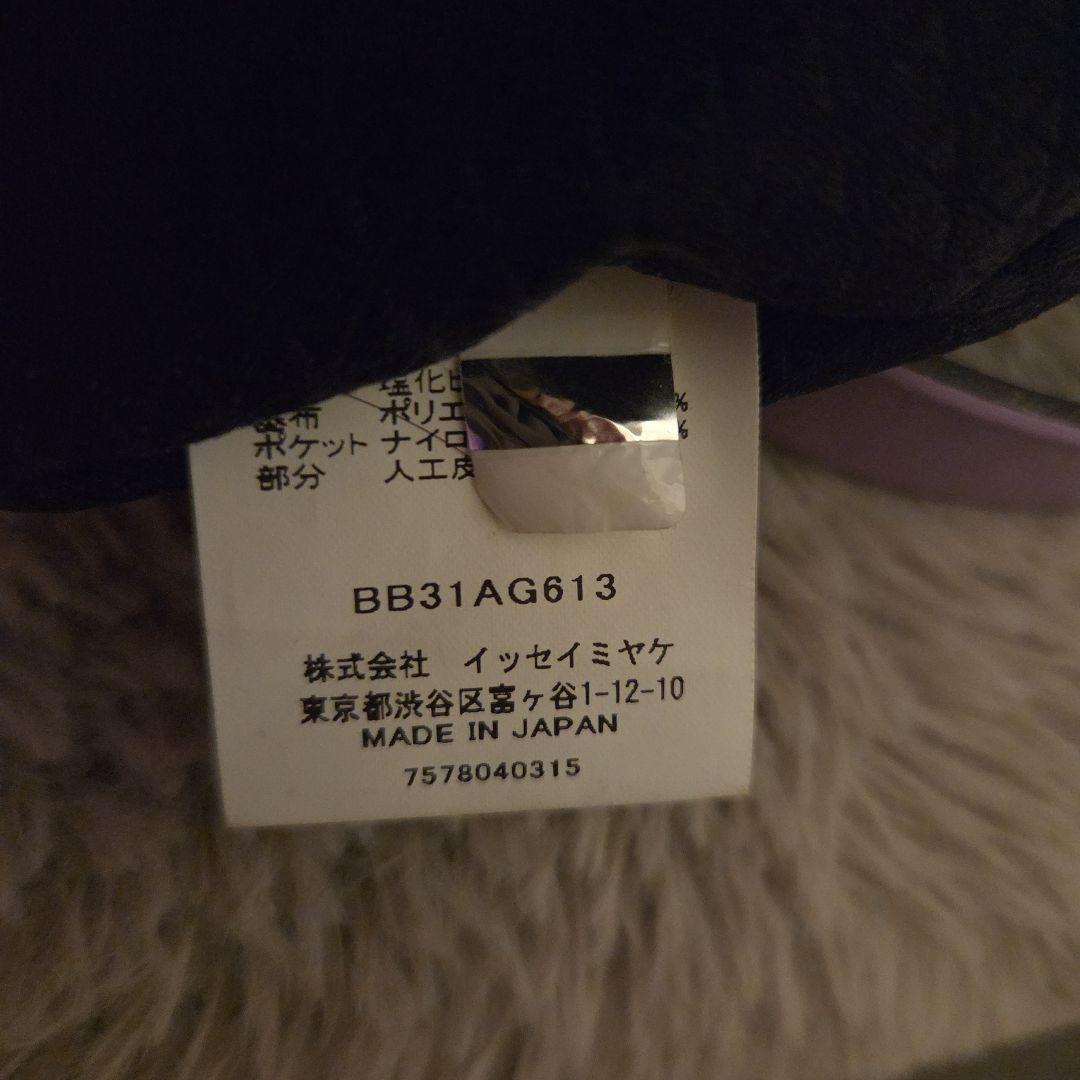 塩化ビ
基布 ポリエ %
ポケット ナイロ %
部分 人工皮
BB31AG613
株式会社 イッセイミヤケ
東京都渋谷区富ヶ谷1-12-10
MADE IN JAPAN
7578040315